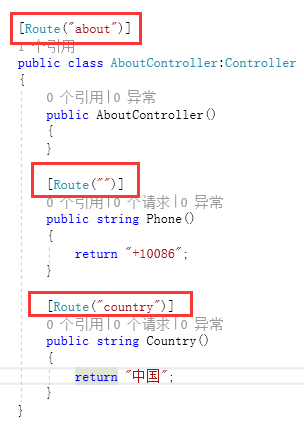 [Route("about")]
1 个引用
public class AboutController:Controller
{
0 个引用|0 异常
public AboutController()
{
}
[Route("")]
0 个引用|0 个请求|0 异常
public string Phone()
{
return "+10086";
}
[Route("country")]
0 个引用|0 个请求|0 异常
public string Country()
{
return "中国";
}
}